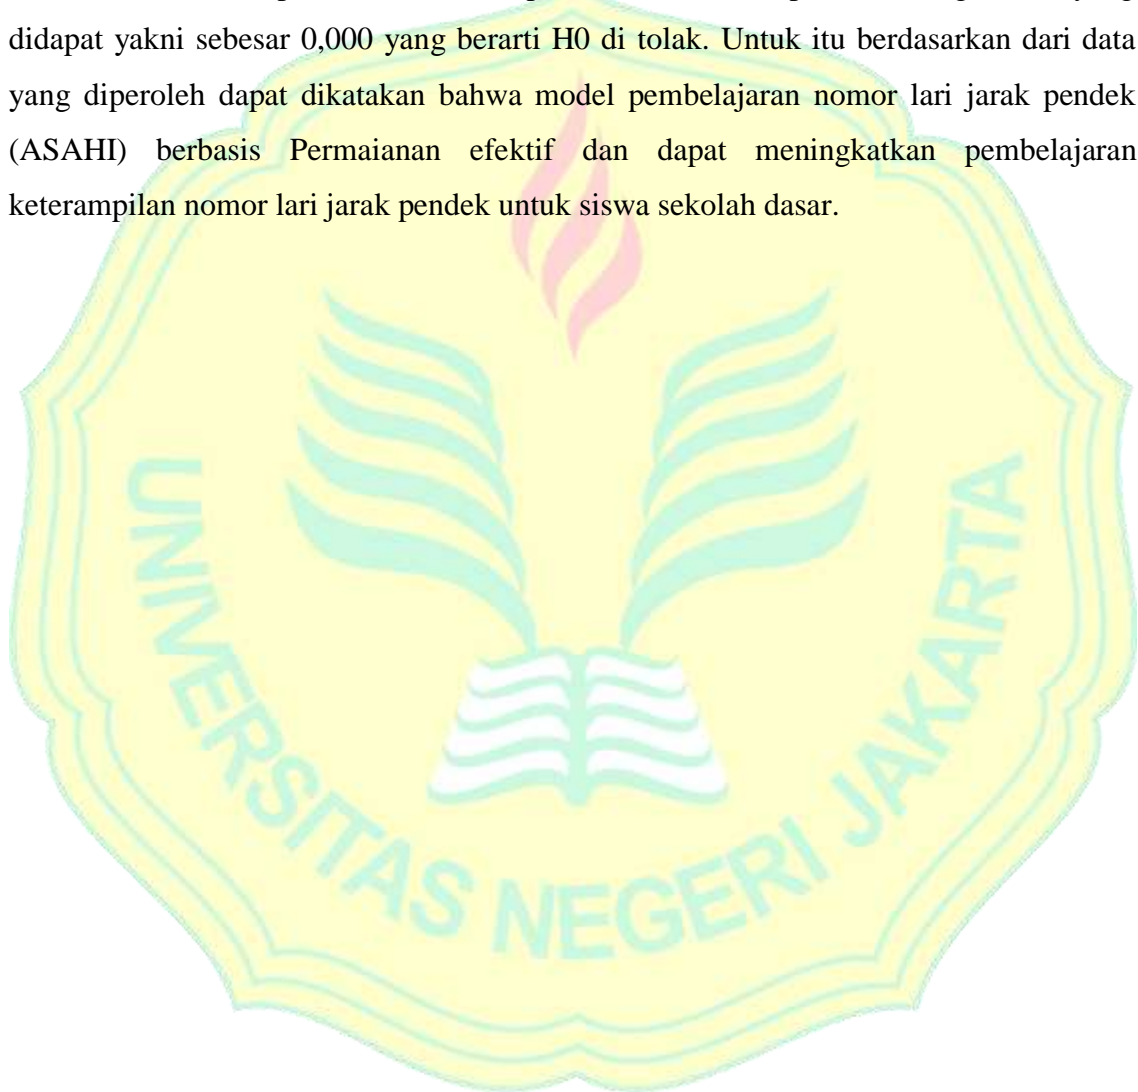 didapat yakni sebesar 0,000 yang berarti H0 di tolak. Untuk itu berdasarkan dari data
yang diperoleh dapat dikatakan bahwa model pembelajaran nomor lari jarak pendek
(ASAHI) berbasis Permaianan efektif dan dapat meningkatkan pembelajaran
keterampilan nomor lari jarak pendek untuk siswa sekolah dasar.
UNIVERSITAS NEGERI JAKARTA